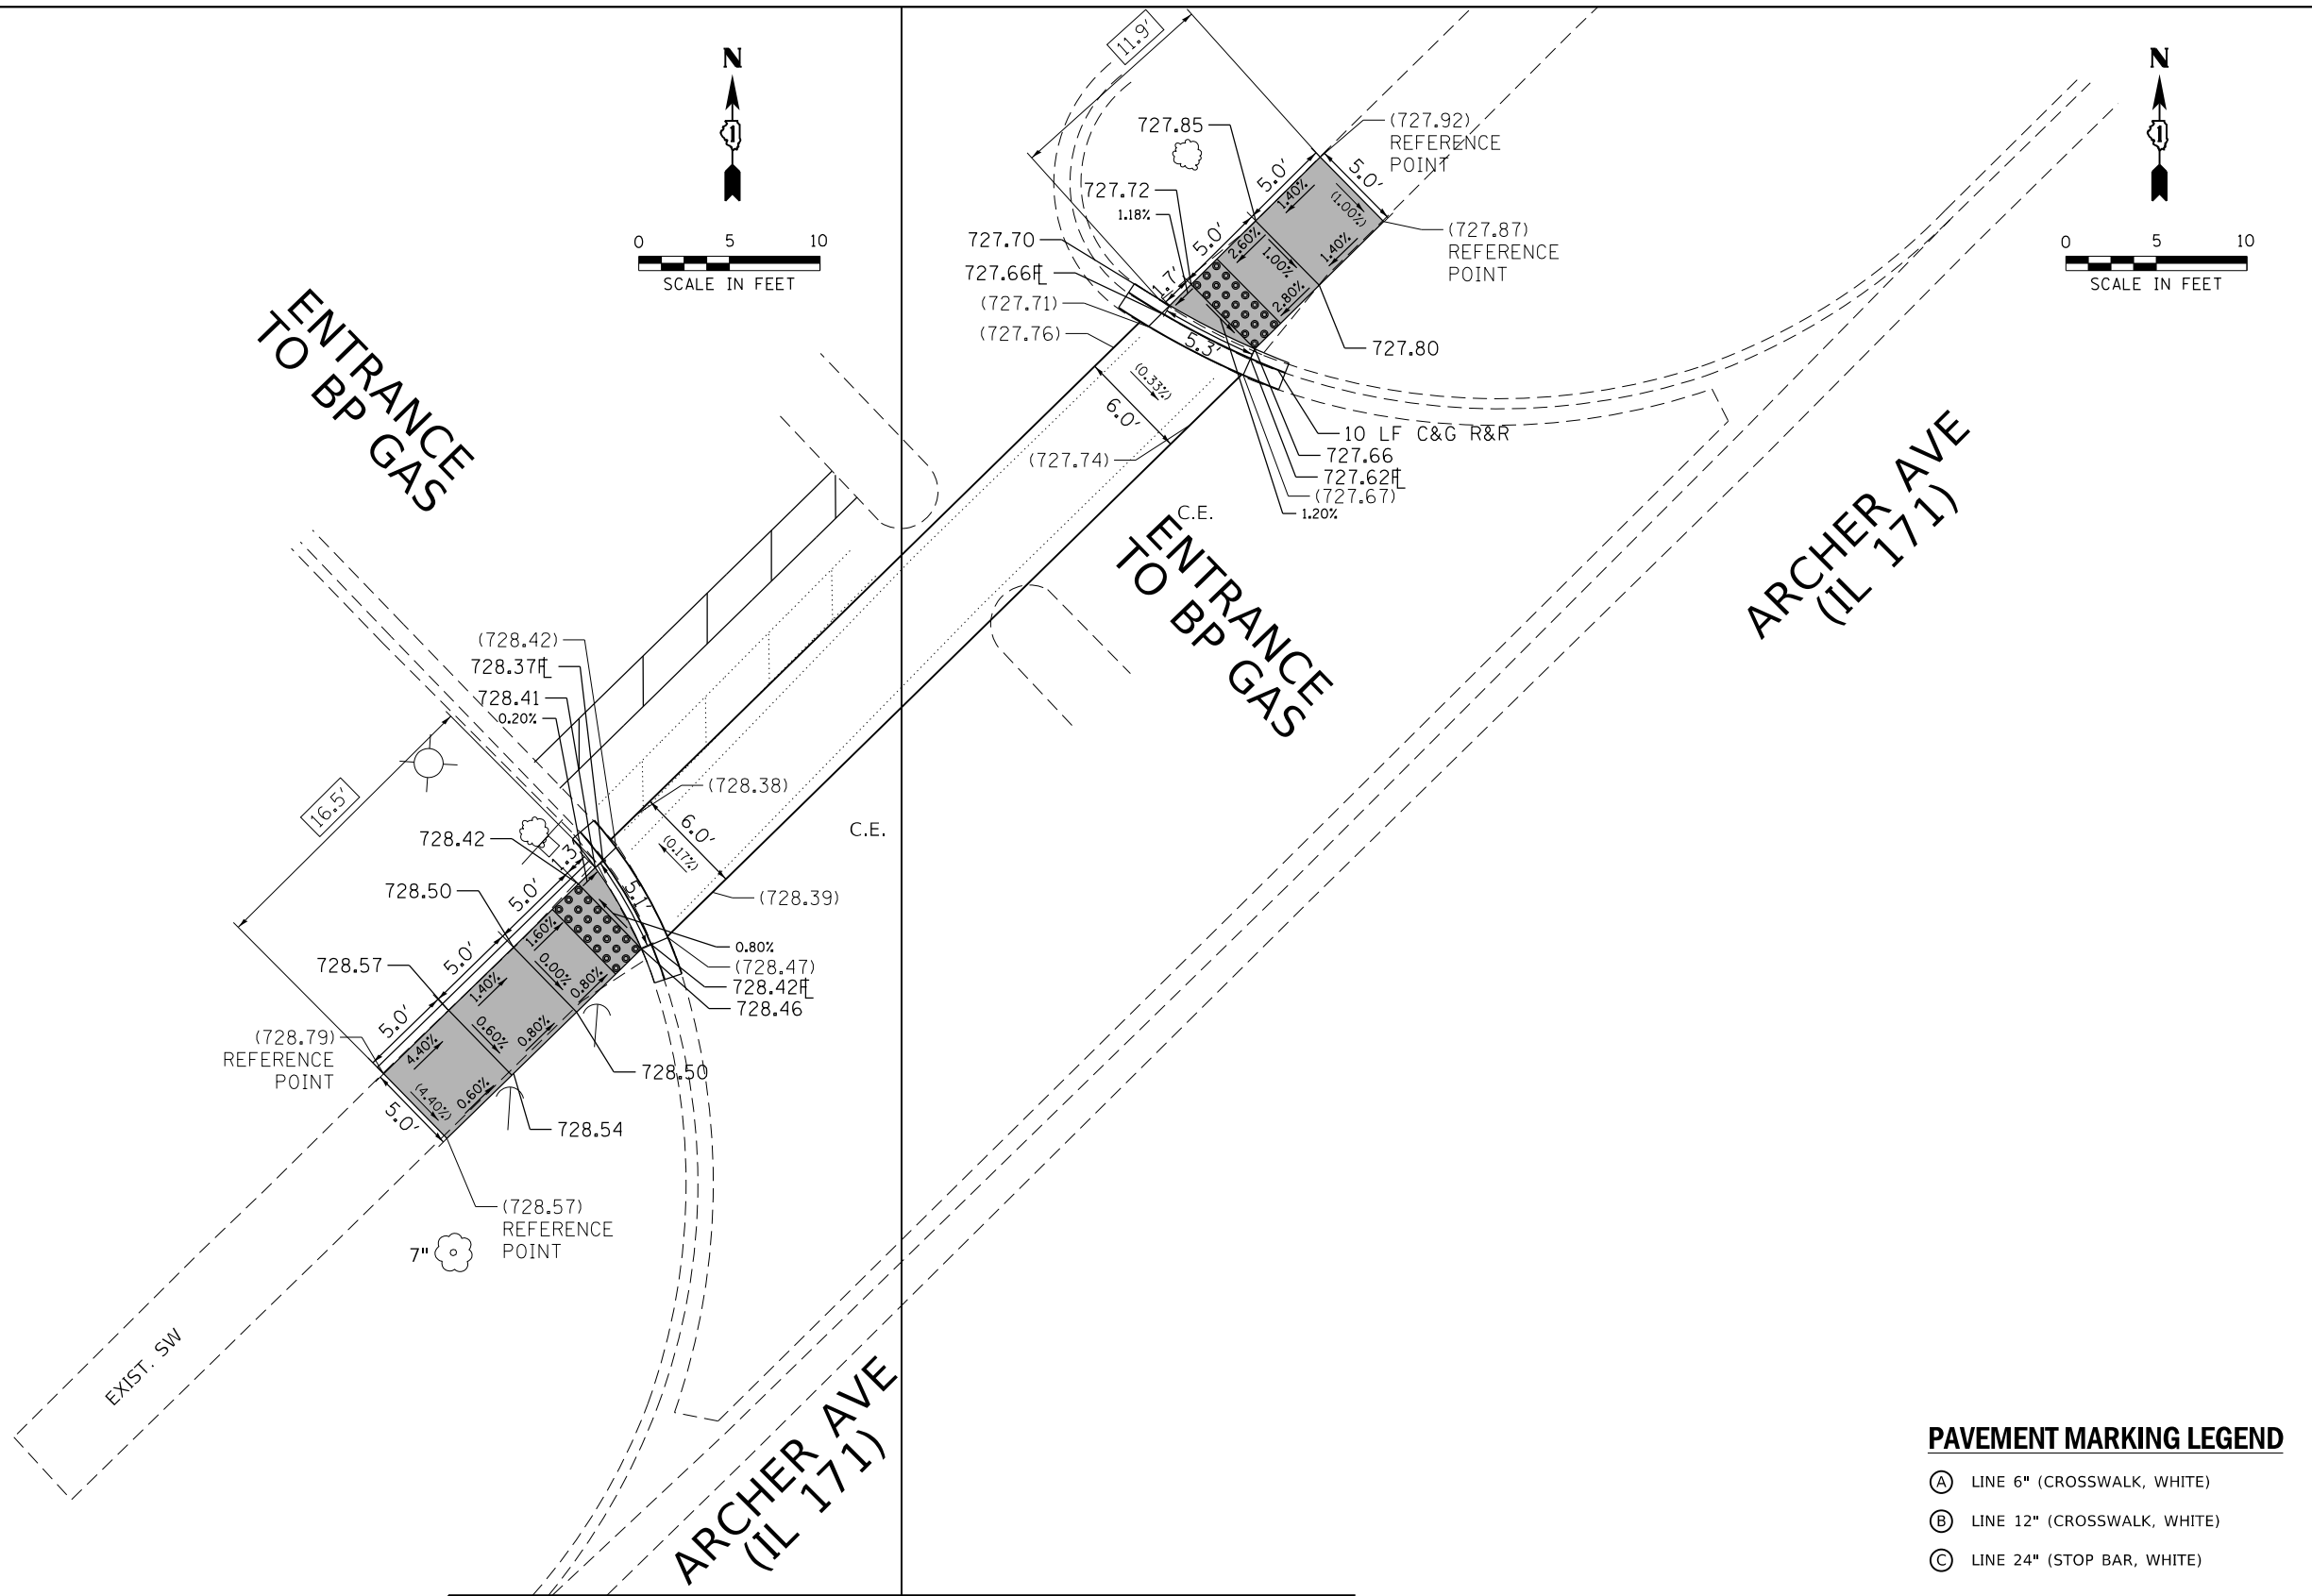 N
1
0 5 10
SCALE IN FEET
ENTRANCE
TO BP GAS
(728.42)
728.37FL
728.41
0.20%
16.5'
728.42
1.3'
728.50
5.0'
728.57
5.0'
5.0'
(728.79)
REFERENCE
POINT
5.0'
4.40%
(4.40%)
0.60%
1.40%
0.60%
0.80%
1.60%
0.00%
0.80%
5.1'
(728.38)
6.0'
(0.17%)
C.E.
(728.39)
0.80%
(728.47)
728.42FL
728.46
728.50
728.54
(728.57)
REFERENCE
POINT
7"
EXIST. SW
ARCHER AVE
(IL 171)
11.9'
727.85
(727.92)
REFERENCE
POINT
727.72
1.18%
727.70
727.66FL
(727.71)
(727.76)
5.0'
5.0'
5.0'
1.7'
1.40%
(1.00%)
2.60%
1.00%
1.40%
2.80%
(727.87)
REFERENCE
POINT
5.3'
727.80
(0.33%)
6.0'
(727.74)
10 LF C&G R&R
727.66
727.62FL
(727.67)
1.20%
C.E.
ENTRANCE
TO BP GAS
ARCHER AVE
(IL 171)
N
1
0 5 10
SCALE IN FEET
PAVEMENT MARKING LEGEND
A LINE 6" (CROSSWALK, WHITE)
B LINE 12" (CROSSWALK, WHITE)
C LINE 24" (STOP BAR, WHITE)